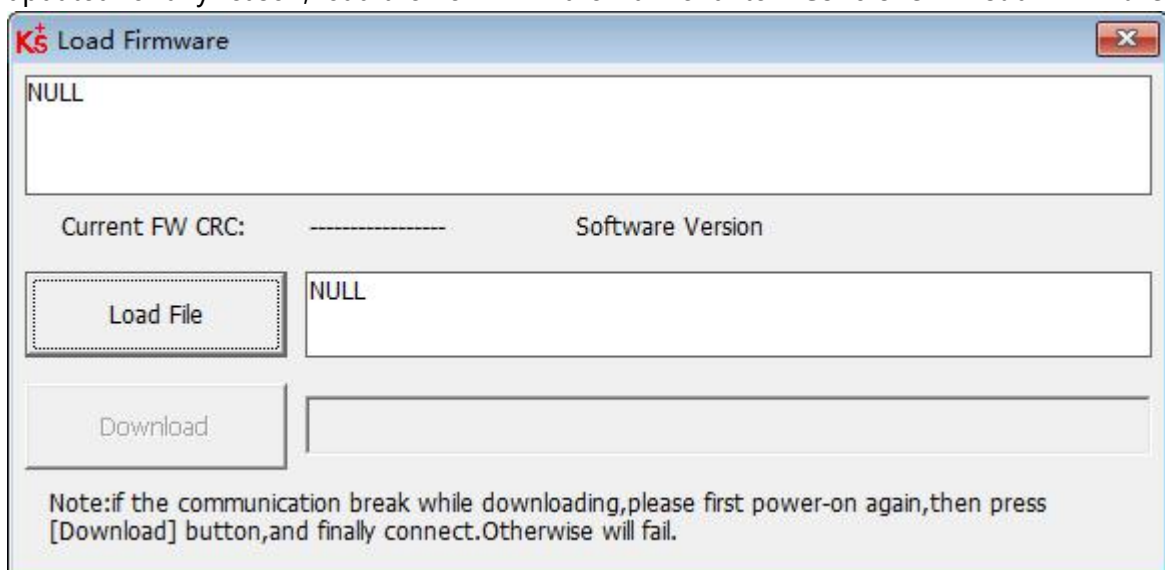 K+S Load Firmware
NULL
Current FW CRC: ----------------- Software Version
Load File NULL
Download
Note:if the communication break while downloading,please first power-on again,then press
[Download] button,and finally connect.Otherwise will fail.